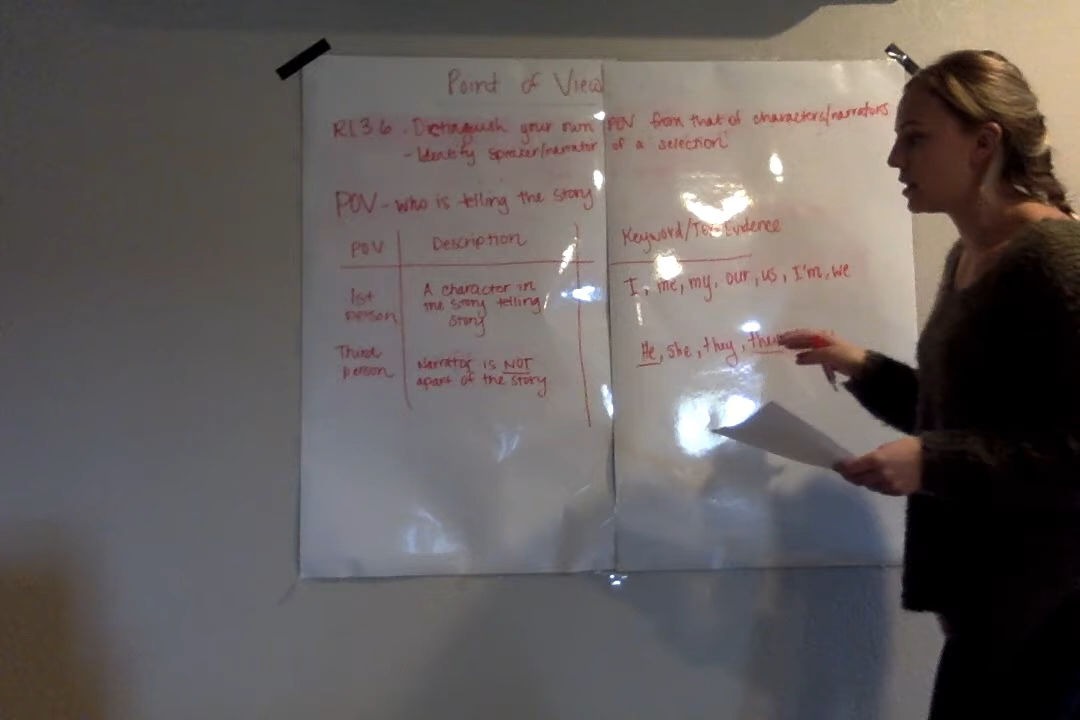 Point of View
RL3.6 - Distinguish your own POV from that of characters/narrators
- Identify speaker/narrator of a selection
POV - who is telling the story
POV Description Keyword/Text Evidence
1st person
A character in
the story telling
story
I, me, my, our, us, I'm, we
Third
person
Narrator is NOT
apart of the story
He, she, they,